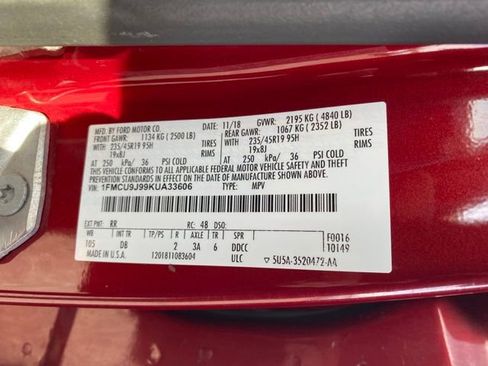 MFD. BY FORD MOTOR CO.
DATE: 11/18 GVWR: 2195 KG ( 4840 LB)
FRONT GAWR: 1134 KG ( 2500 LB) REAR GAWR: 1067 KG ( 2352 LB)
WITH 235/45R19 95H TIRES WITH 235/45R19 95H TIRES
19x8J RIMS 19x8J RIMS
AT 250 kPa/ 36 PSI COLD AT 250 kPa/ 36 PSI COLD
THIS VEHICLE CONFORMS TO ALL APPLICABLE FEDERAL MOTOR VEHICLE SAFETY AND THEFT
PREVENTION STANDARDS IN EFFECT ON THE DATE OF MANUFACTURE SHOWN ABOVE.
VIN: 1FMCU9J99KUA33606 TYPE: MPV
EXT PNT: RR RC: 48 DSO:
WB INT TR TP/PS R AXLE TR SPR F0016
105 DB 2 3A 6 DDCC 10149
MADE IN U.S.A. 1201811083604 ULC 5U5A-3520472-AA